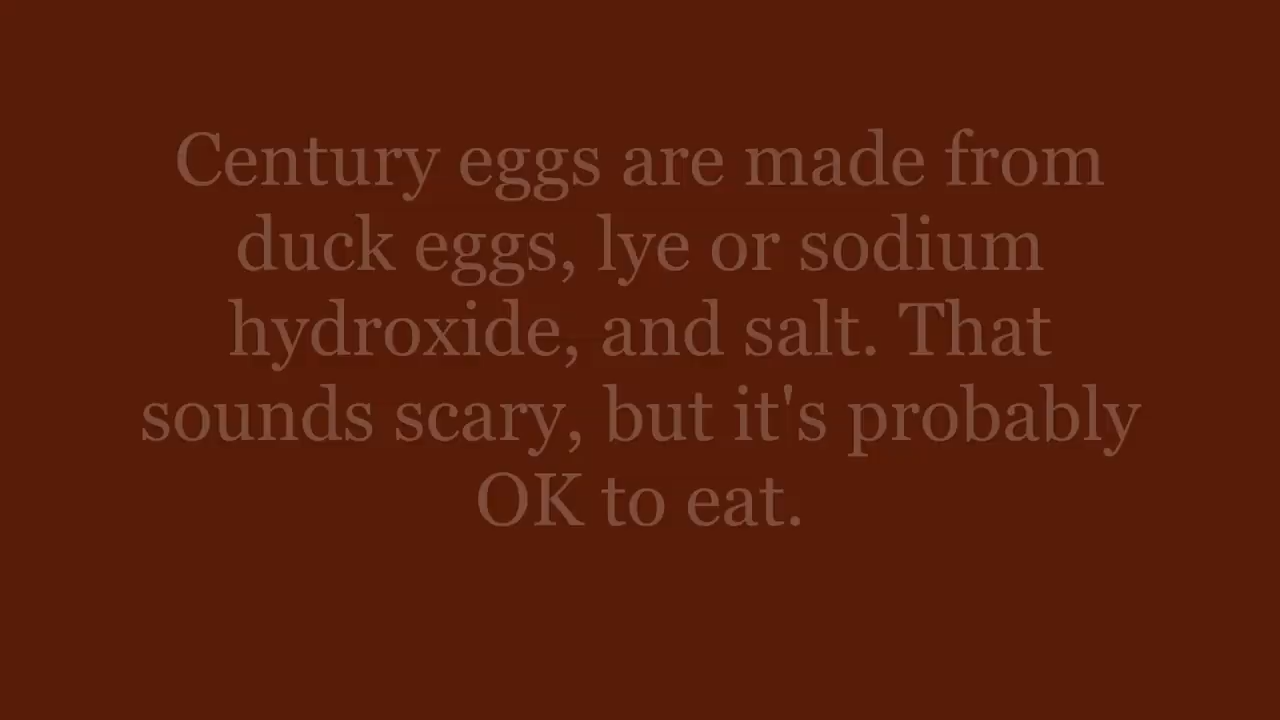 Century eggs are made from
duck eggs, lye or sodium
hydroxide, and salt. That
sounds scary, but it's probably
OK to eat.